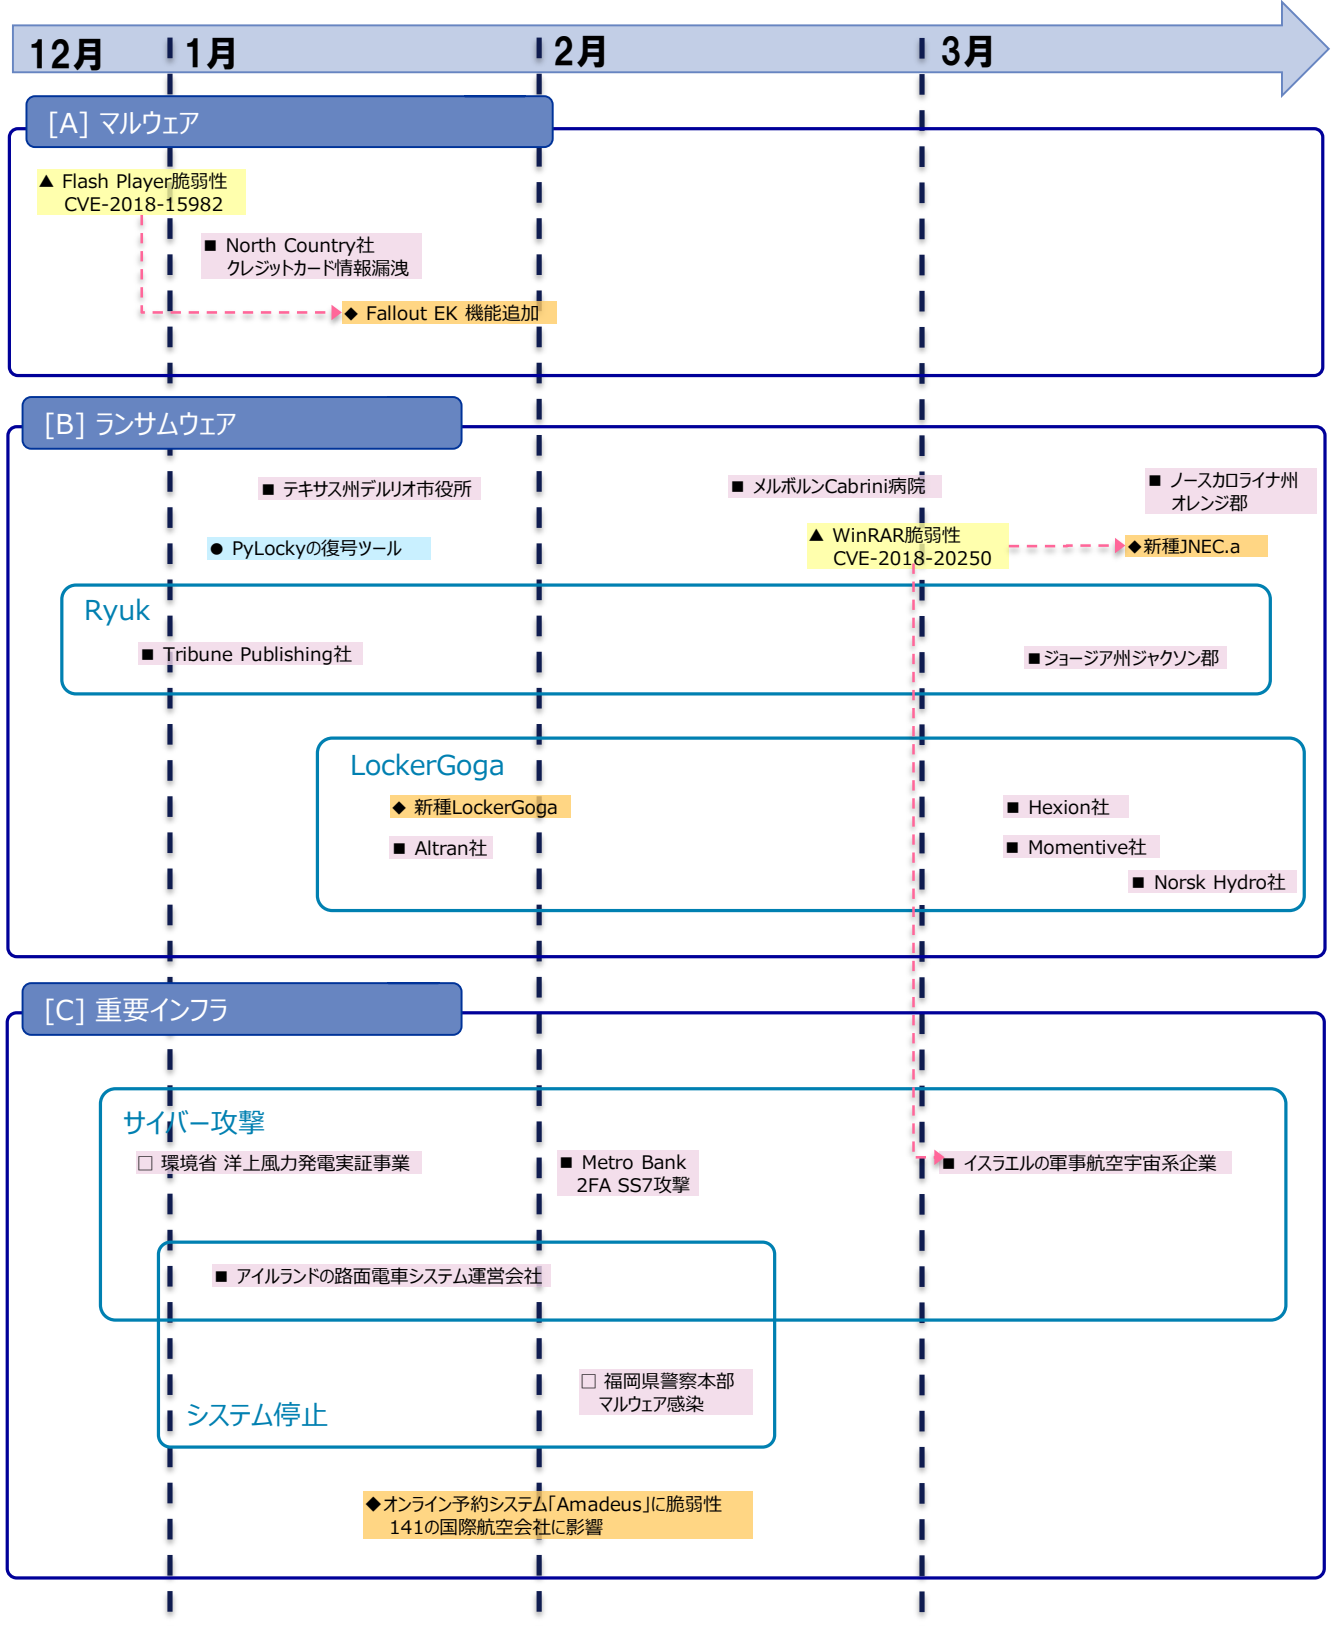 12月
1月
2月
3月
[A] マルウェア
▲ Flash Player脆弱性
CVE-2018-15982
■ North Country社
クレジットカード情報漏洩
◆ Fallout EK 機能追加
[B] ランサムウェア
■ テキサス州デルリオ市役所
■ メルボルンCabrini病院
■ ノースカロライナ州
オレンジ郡
● PyLockyの復号ツール
▲ WinRAR脆弱性
CVE-2018-20250
◆新種JNEC.a
Ryuk
■ Tribune Publishing社
■ジョージア州ジャクソン郡
LockerGoga
◆ 新種LockerGoga
■ Hexion社
■ Altran社
■ Momentive社
■ Norsk Hydro社
[C] 重要インフラ
サイバー攻撃
□ 環境省 洋上風力発電実証事業
■ Metro Bank
2FA SS7攻撃
■ イスラエルの軍事航空宇宙系企業
■ アイルランドの路面電車システム運営会社
□ 福岡県警察本部
マルウェア感染
システム停止
◆オンライン予約システム「Amadeus」に脆弱性
141の国際航空会社に影響